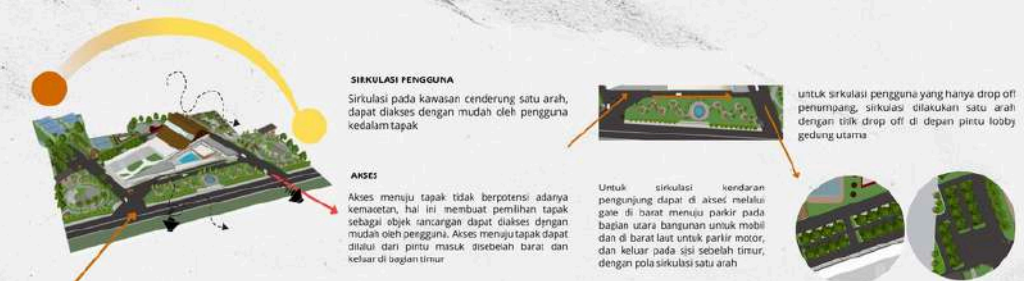 SIRKULASI PENGGUNA
Sirkulasi pada kawasan cenderung satu arah,
dapat diakses dengan mudah oleh pengguna
kedalam tapak
AKSES
Akses menuju tapak tidak berpotensi adanya
kemacetan, hal ini membuat pemilihan tapak
sebagai objek rancangan dapat diakses dengan
mudah oleh pengguna. Akses menuju tapak dapat
dilalui dari pintu masuk disebelah barat dan
keluar di bagian timur
Untuk sirkulasi kendaran
pengunjung dapat di akses melalui
gate di barat menuju parkir pada
bagian utara bangunan untuk mobil
dan di barat laut untuk parkir motor,
dan keluar pada sisi sebelah timur,
dengan pola sirkulasi satu arah
untuk sirkulasi pengguna yang hanya drop off
penumpang, sirkulasi dilakukan satu arah
dengan titik drop off di depan pintu lobby
gedung utama